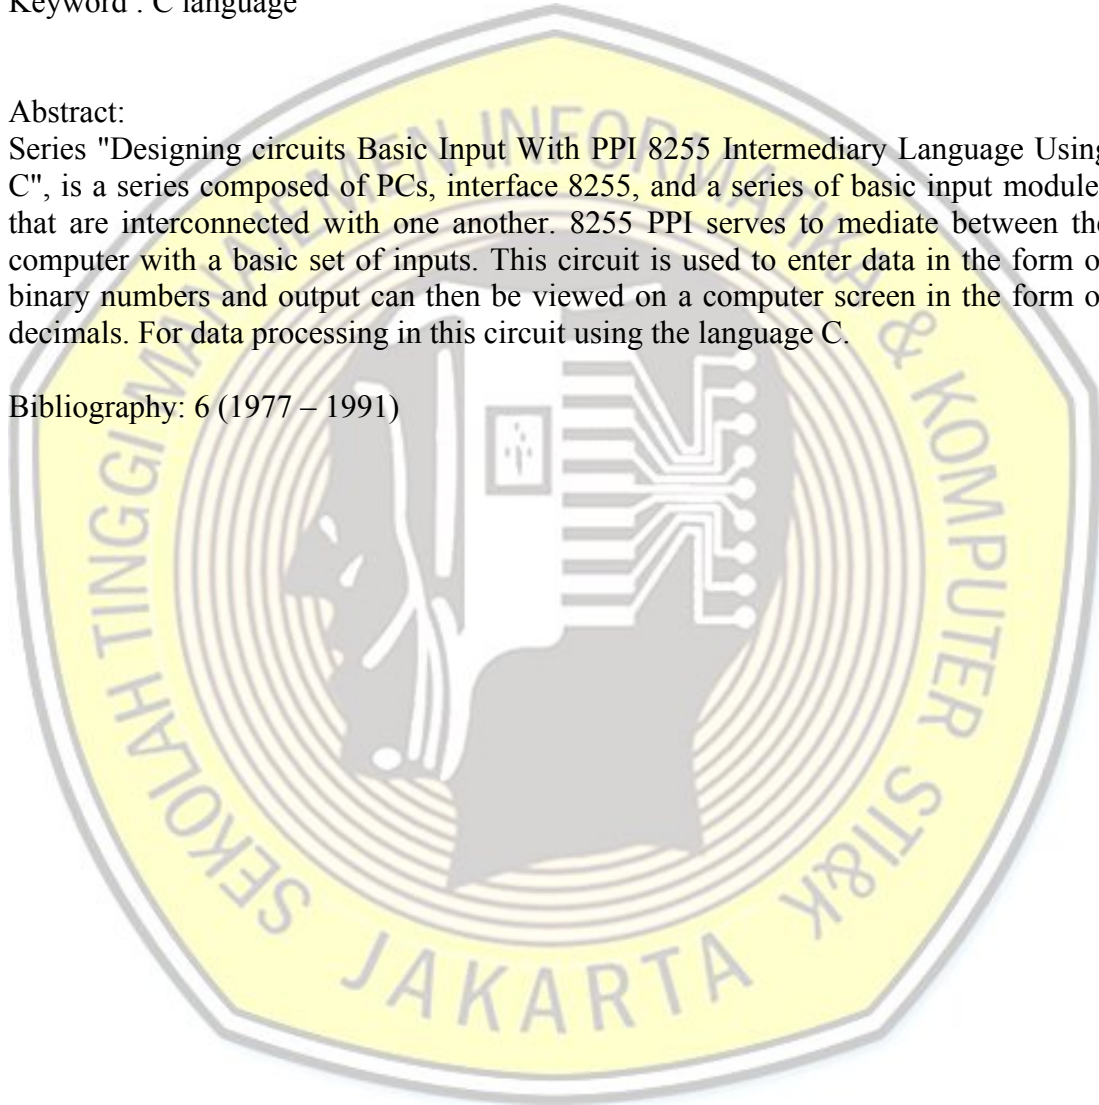 Keyword : C language
Abstract:
Series "Designing circuits Basic Input With PPI 8255 Intermediary Language Using
C", is a series composed of PCs, interface 8255, and a series of basic input module
that are interconnected with one another. 8255 PPI serves to mediate between the
computer with a basic set of inputs. This circuit is used to enter data in the form o
binary numbers and output can then be viewed on a computer screen in the form o
decimals. For data processing in this circuit using the language C.
Bibliography: 6 (1977 – 1991)
SEKOLAH TINGGI MANAJEMEN INFORMATIKA & KOMPUTER STI&K
JAKARTA